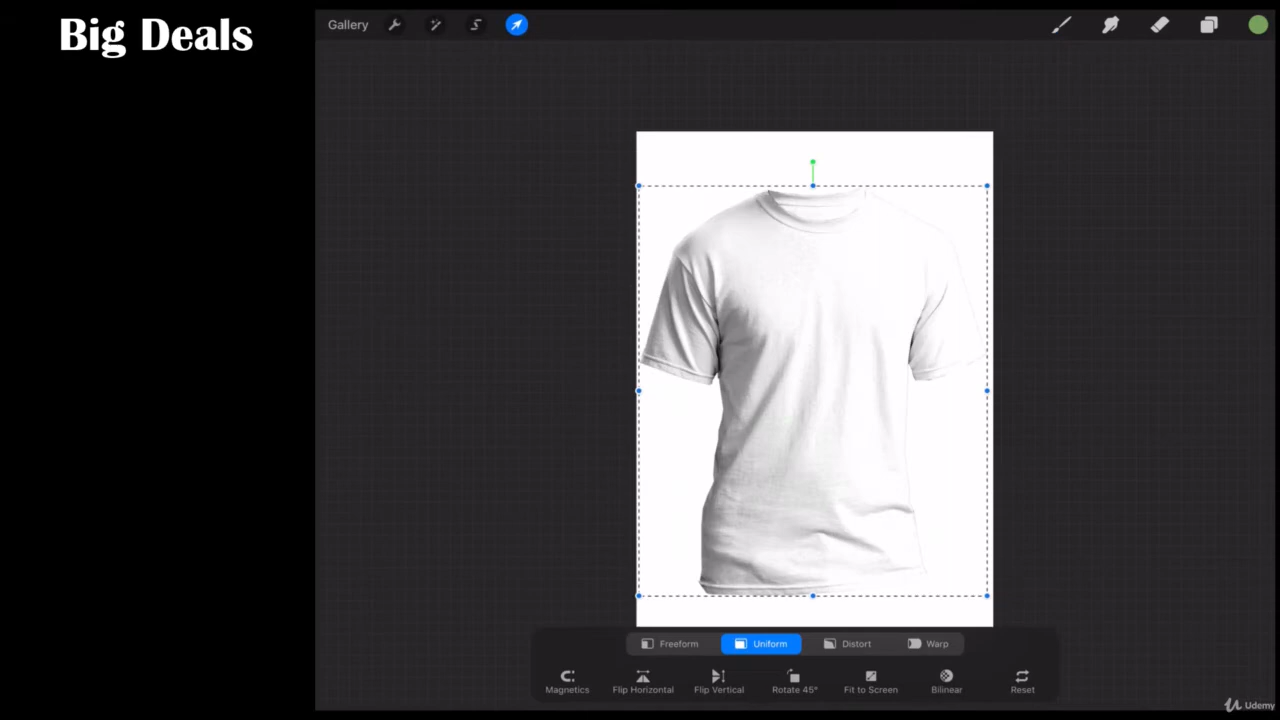 Big Deals
Gallery
Freeform Uniform Distort Warp
Magnetics Flip Horizontal Flip Vertical Rotate 45° Fit to Screen Bilinear Reset
Udemy